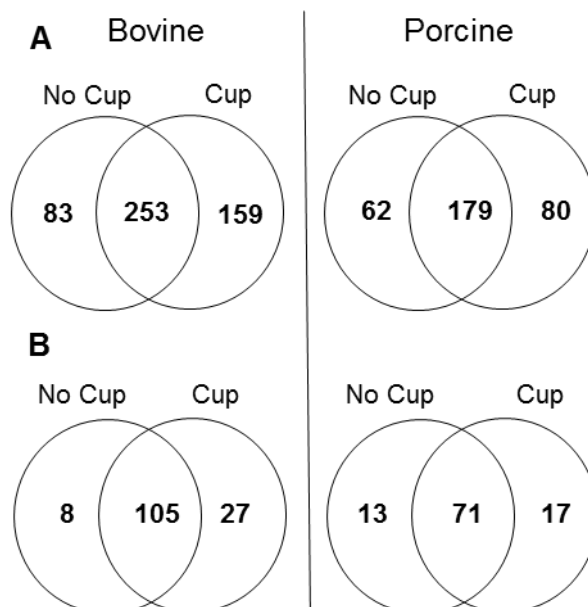 A Bovine Porcine
No Cup Cup No Cup Cup
83 253 159 62 179 80
B
No Cup Cup No Cup Cup
8 105 27 13 71 17